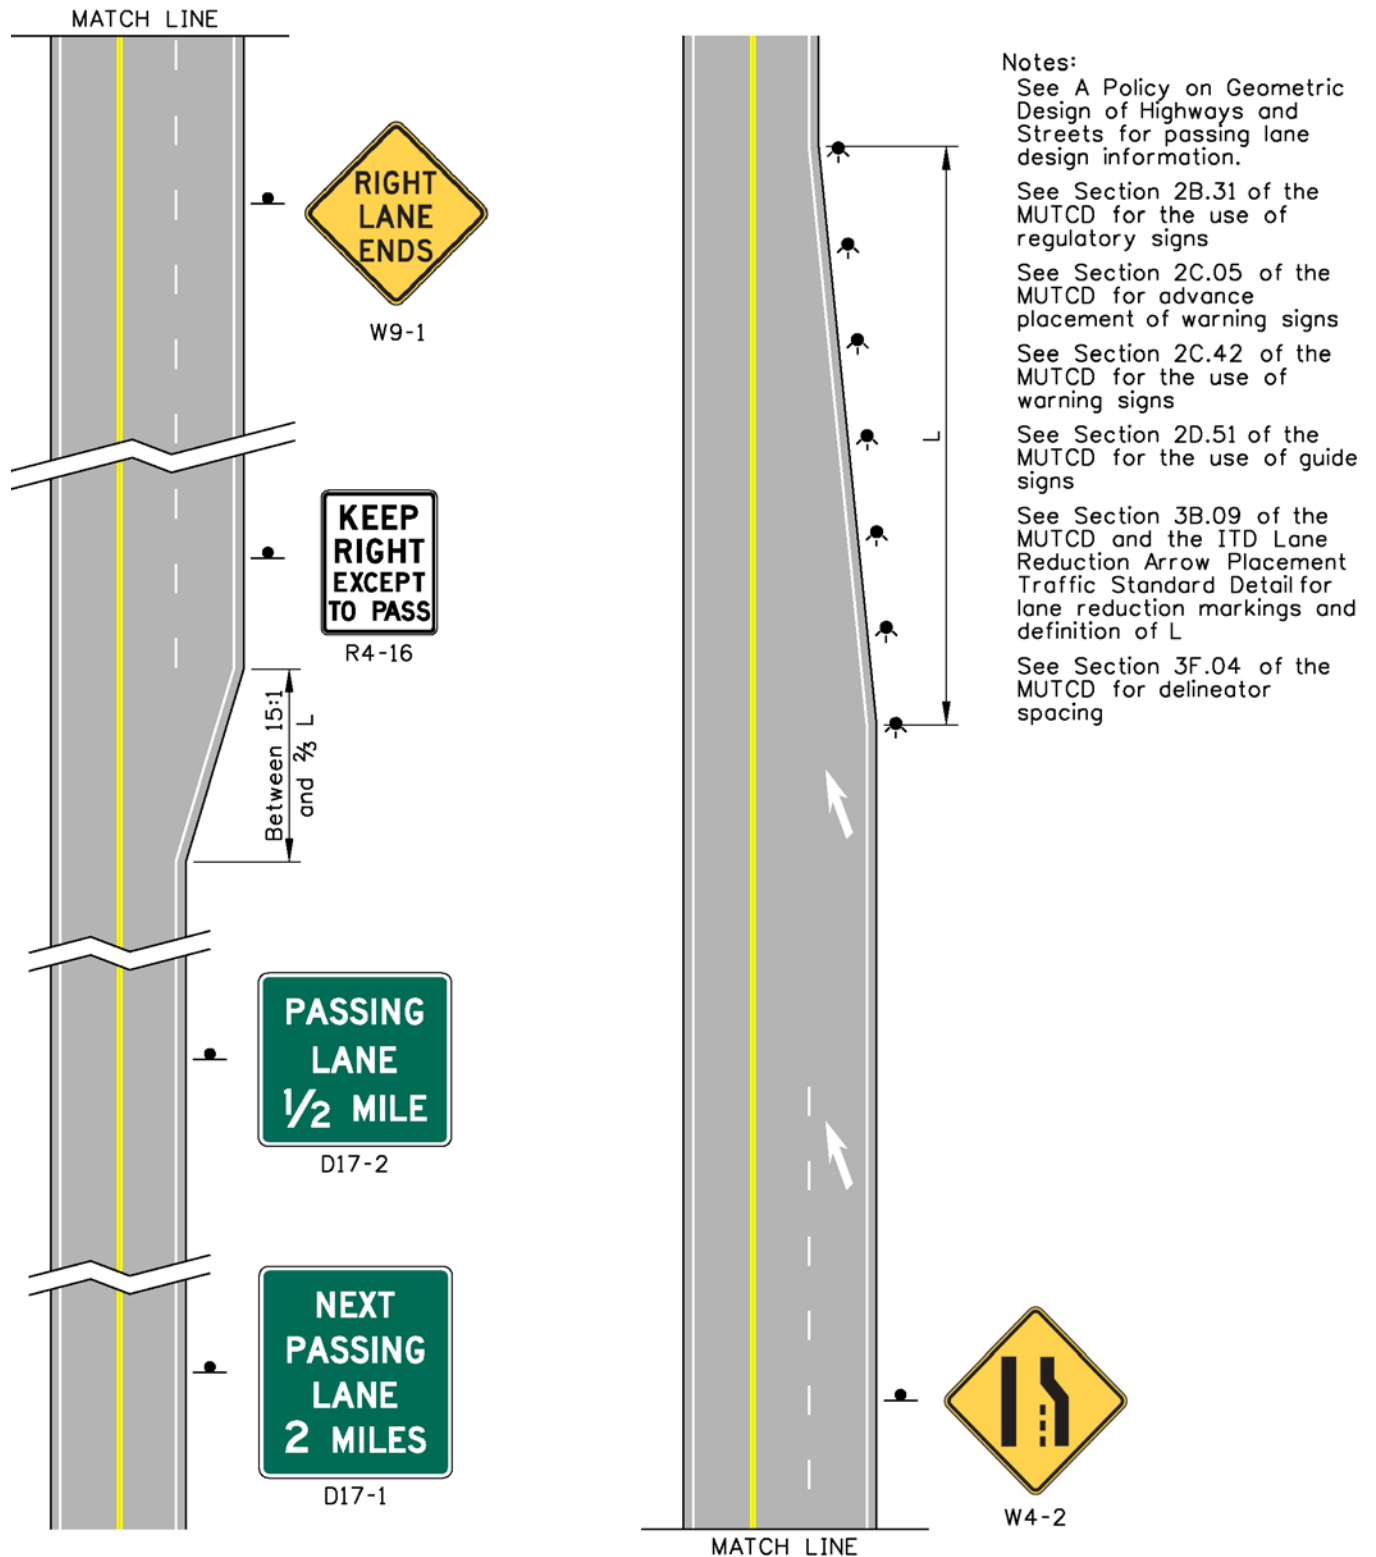 MATCH LINE
RIGHT
LANE
ENDS
W9-1
KEEP
RIGHT
EXCEPT
TO PASS
R4-16
Between 15:1
and ⅔ L
PASSING
LANE
1/2 MILE
D17-2
NEXT
PASSING
LANE
2 MILES
D17-1
L
W4-2
MATCH LINE
Notes:
See A Policy on Geometric
Design of Highways and
Streets for passing lane
design information.
See Section 2B.31 of the
MUTCD for the use of
regulatory signs
See Section 2C.05 of the
MUTCD for advance
placement of warning signs
See Section 2C.42 of the
MUTCD for the use of
warning signs
See Section 2D.51 of the
MUTCD for the use of guide
signs
See Section 3B.09 of the
MUTCD and the ITD Lane
Reduction Arrow Placement
Traffic Standard Detail for
lane reduction markings and
definition of L
See Section 3F.04 of the
MUTCD for delineator
spacing